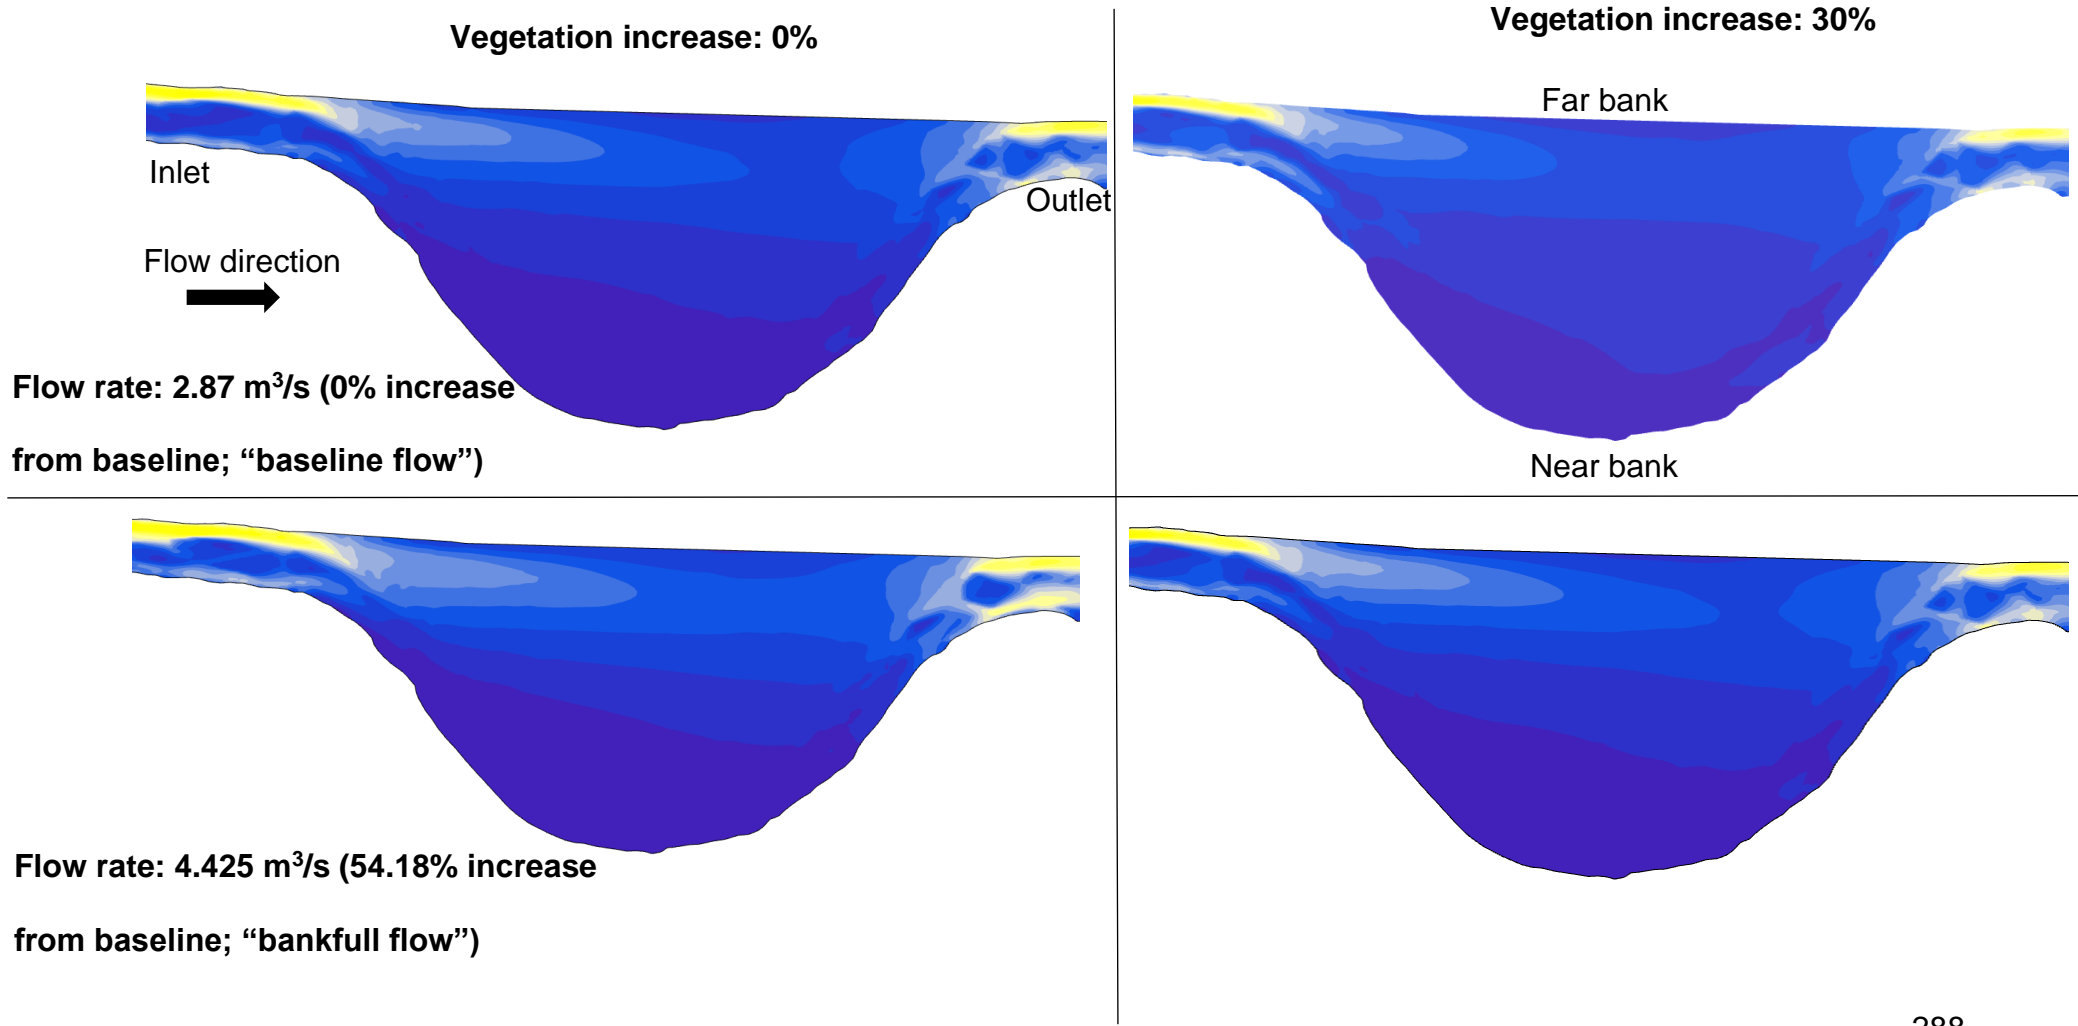 Vegetation increase: 0%
Vegetation increase: 30%
Far bank
Inlet
Outlet
Flow direction
Flow rate: 2.87 m³/s (0% increase
from baseline; “baseline flow”)
Near bank
Flow rate: 4.425 m³/s (54.18% increase
from baseline; “bankfull flow”)
288